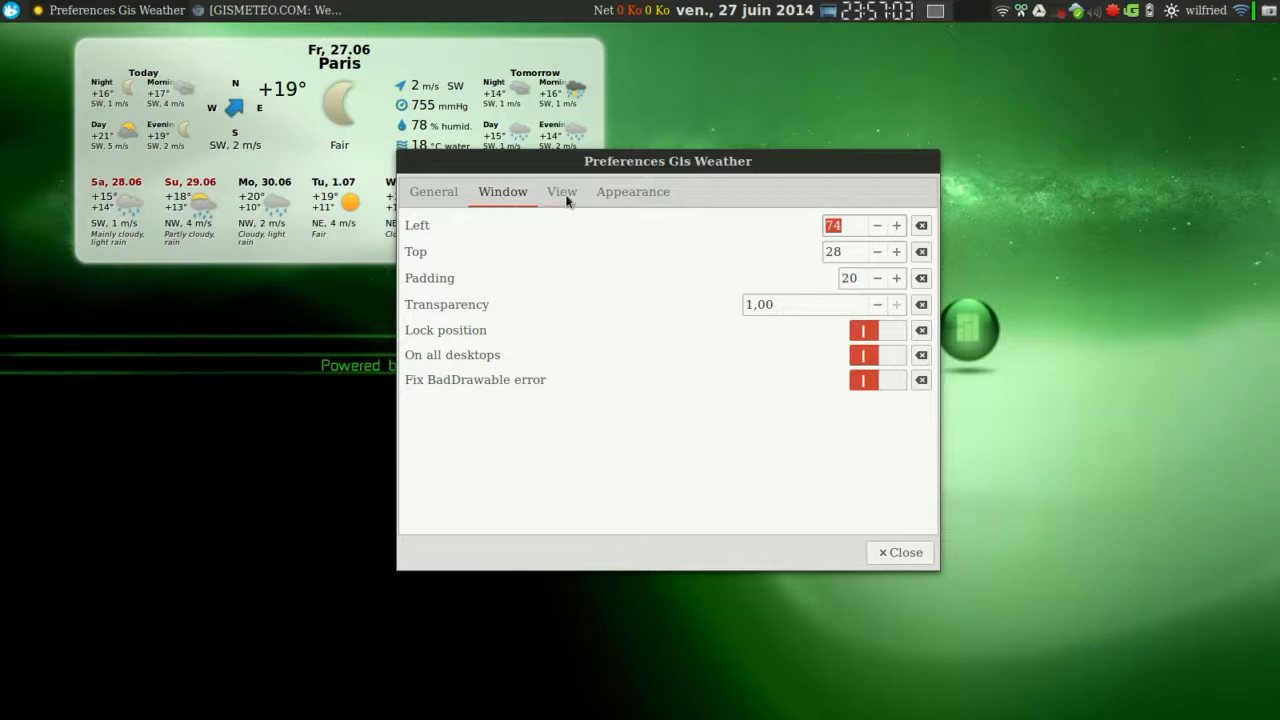 Preferences Gis Weather [GISMETEO.COM: We... Net 0 Ko 0 Ko ven., 27 juin 2014 23:57:03 wilfried
Fr, 27.06
Paris
Today
Night
+16°
SW, 1 m/s
Mornin
+17°
SW, 4 m/s
Day
+21°
SW, 5 m/s
Evenin
+19°
SW, 2 m/s
N
W E
S
SW, 2 m/s
+19°
Fair
2 m/s SW
755 mmHg
78 % humid.
18 °C water
Tomorrow
Night
+14°
SW, 1 m/s
Mornin
+16°
SW, 1 m/s
Day
+15°
Evenin
+14°
Sa, 28.06
+15°
+14°
SW, 1 m/s
Mainly cloudy,
light rain
Su, 29.06
+18°
+13°
NW, 4 m/s
Partly cloudy,
light rain
Mo, 30.06
+20°
+10°
NW, 2 m/s
Cloudy, light
rain
Tu, 1.07
+19°
+11°
NE, 4 m/s
Fair
Powered b
Preferences Gis Weather
General Window View Appearance
Left 74
Top 28
Padding 20
Transparency 1,00
Lock position
On all desktops
Fix BadDrawable error
Close